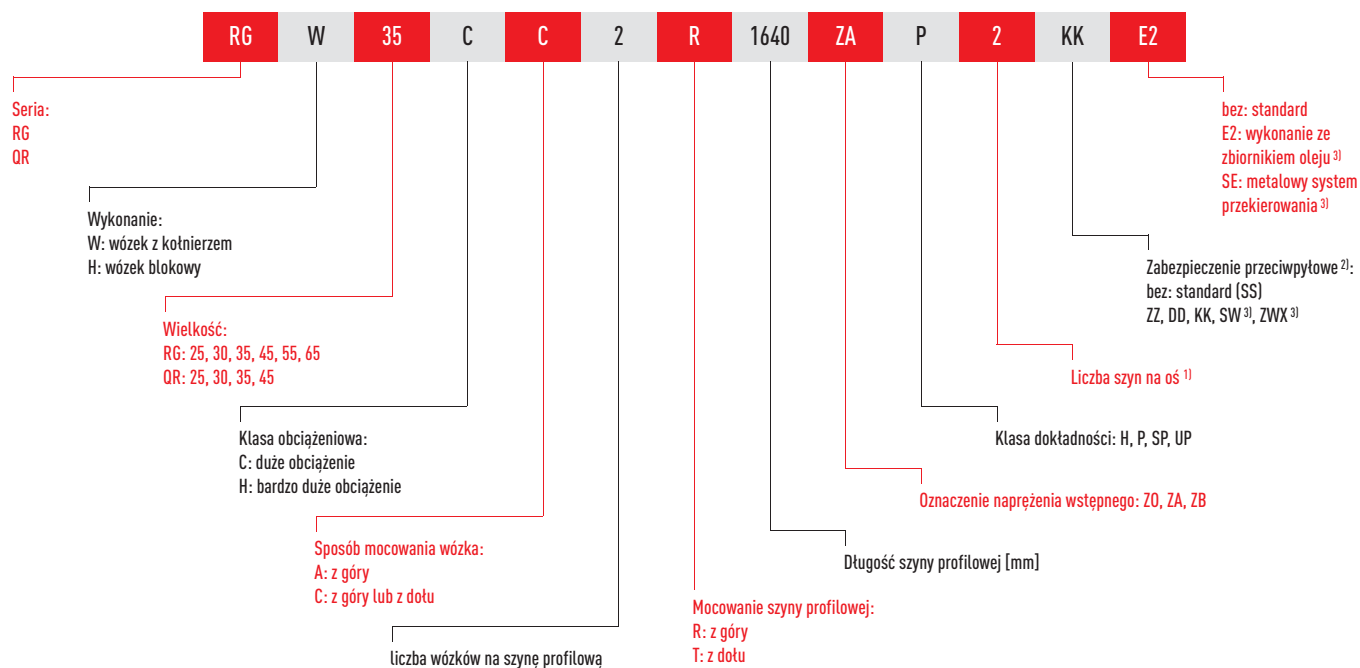 RG W 35 C C 2 R 1640 ZA P 2 KK E2
Seria:
RG
QR
Wykonanie:
W: wózek z kołnierzem
H: wózek blokowy
Wielkość:
RG: 25, 30, 35, 45, 55, 65
QR: 25, 30, 35, 45
Klasa obciążeniowa:
C: duże obciążenie
H: bardzo duże obciążenie
Sposób mocowania wózka:
A: z góry
C: z góry lub z dołu
liczba wózków na szynę profilową
Mocowanie szyny profilowej:
R: z góry
T: z dołu
Długość szyny profilowej [mm]
Oznaczenie naprężenia wstępnego: Z0, ZA, ZB
Klasa dokładności: H, P, SP, UP
Liczba szyn na oś 1)
Zabezpieczenie przeciwpyłowe 2):
bez: standard (SS)
ZZ, DD, KK, SW 3), ZWX 3)
bez: standard
E2: wykonanie ze
zbiornikiem oleju 3)
SE: metalowy system
przekierowania 3)